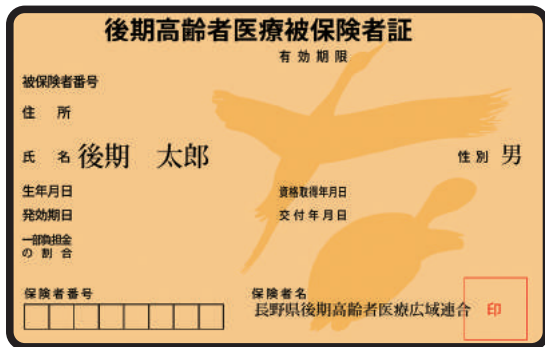 後期高齢者医療被保険者証
有効期限
被保険者番号
住所
氏名 後期 太郎 性別 男
生年月日 資格取得年月日
発効期日 交付年月日
一部負担金
の割合
保険者番号 保険者名
長野県後期高齢者医療広域連合 印